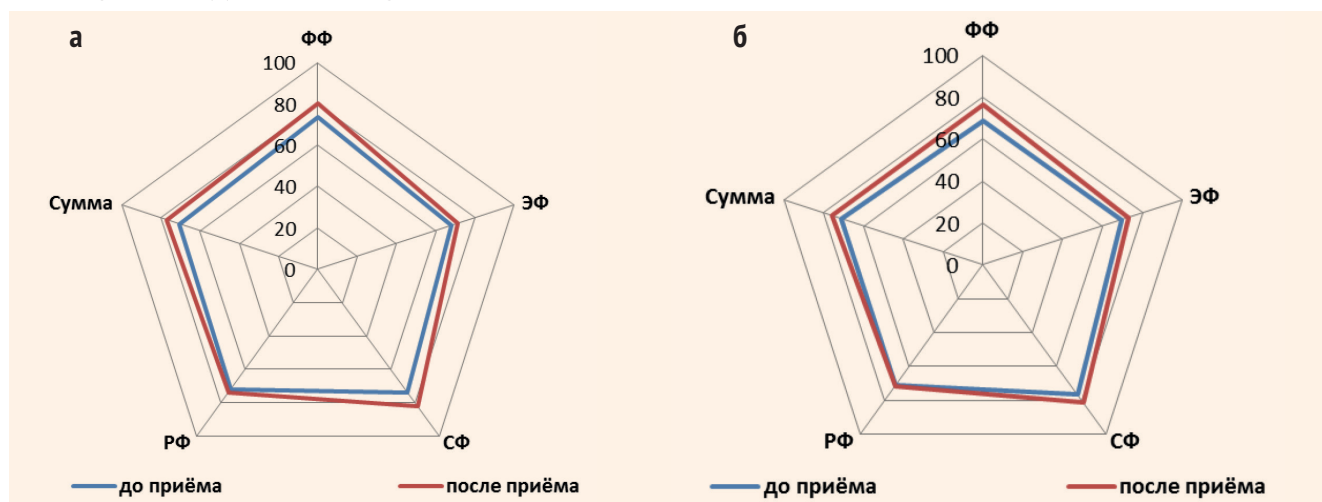 а
ФФ
100
80
60
40
20
0
ЭФ
СФ
РФ
Сумма
до приёма
после приёма
б
ФФ
100
80
60
40
20
0
ЭФ
СФ
РФ
Сумма
до приёма
после приёма